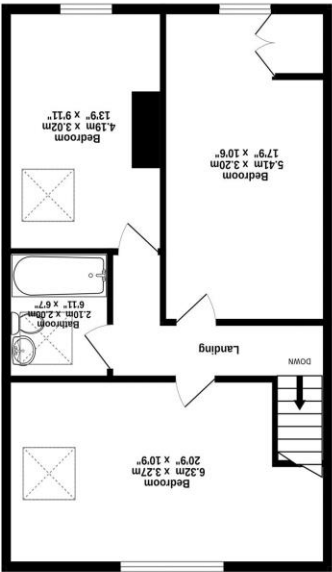 Bedroom
6.32m x 3.27m
20'9" x 10'9"
DOWN
Landing
Bathroom
2.10m x 2.00m
6'11" x 6'7"
Bedroom
5.41m x 3.20m
17'9" x 10'6"
Bedroom
4.19m x 3.02m
13'9" x 9'11"